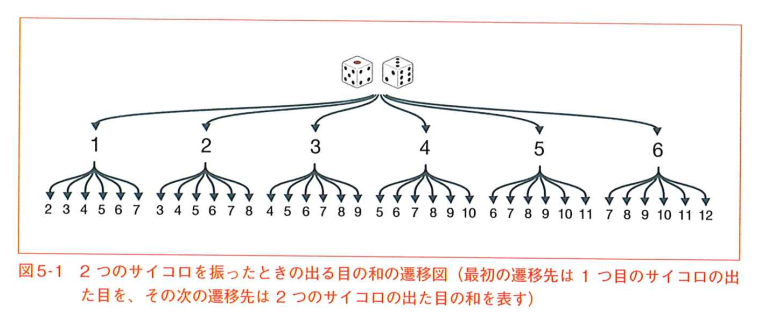 1 2 3 4 5 6
2 3 4 5 6 7 3 4 5 6 7 8 4 5 6 7 8 9 5 6 7 8 9 10 6 7 8 9 10 11 7 8 9 10 11 12
図5-1 2つのサイコロを振ったときの出る目の和の遷移図（最初の遷移先は1つ目のサイコロの出
た目を、その次の遷移先は2つのサイコロの出た目の和を表す）